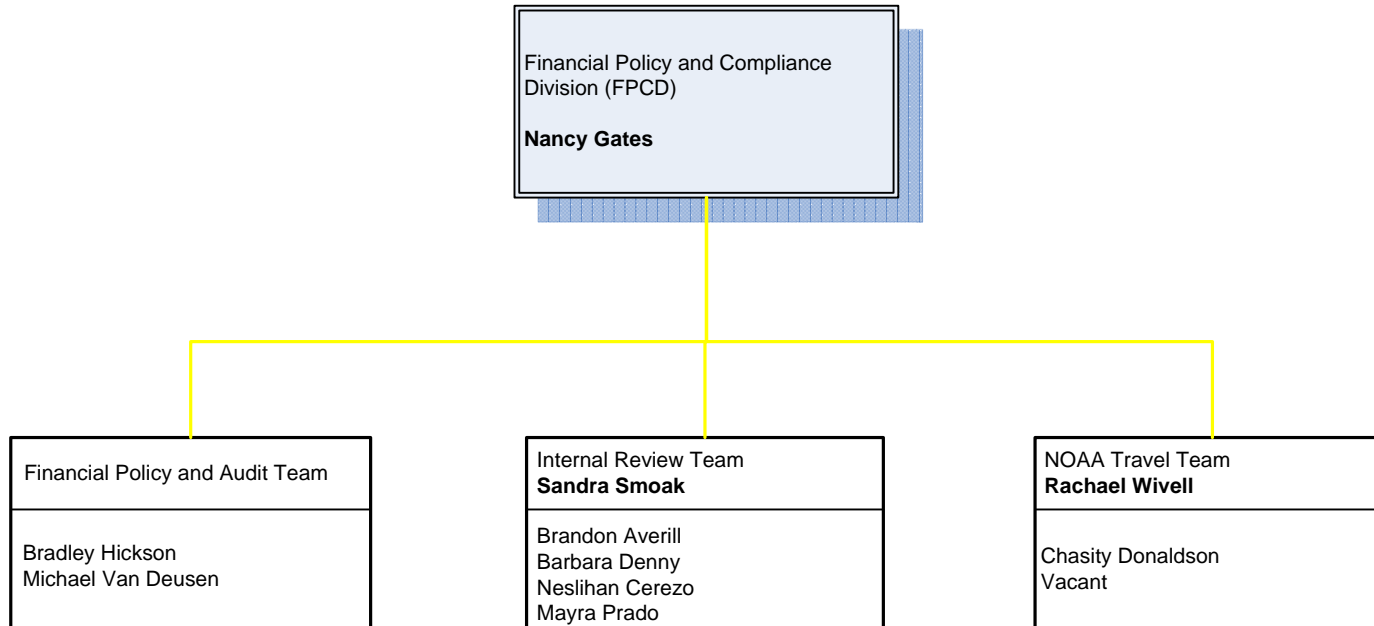 Financial Policy and Compliance
Division (FPCD)
Nancy Gates
Financial Policy and Audit Team
Bradley Hickson
Michael Van Deusen
Internal Review Team
Sandra Smoak
Brandon Averill
Barbara Denny
Neslihan Cerezo
Mayra Prado
NOAA Travel Team
Rachael Wivell
Chasity Donaldson
Vacant